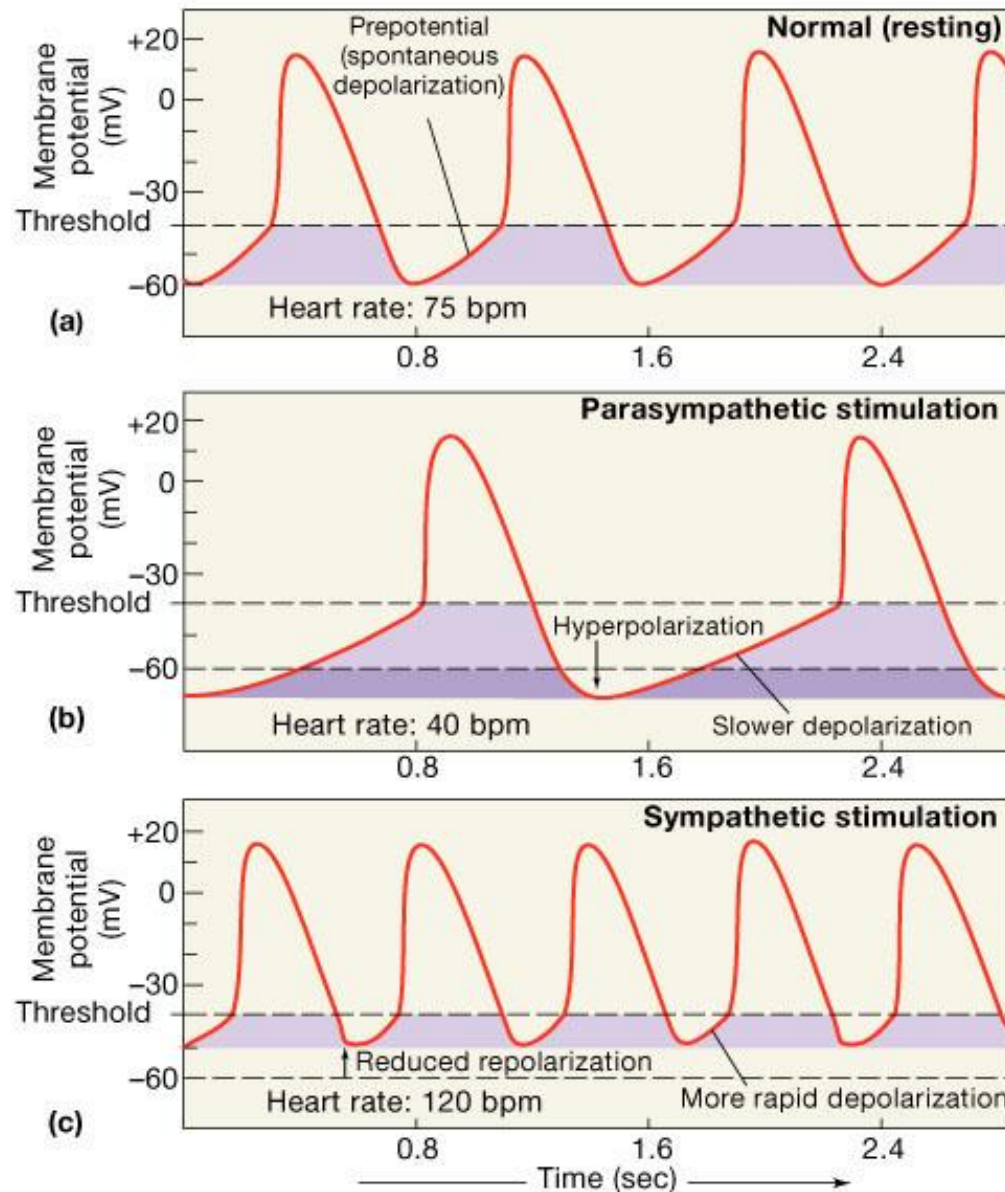 Normal (resting)
Prepotential
(spontaneous
depolarization)
Membrane
potential
(mV)
+20
0
−30
Threshold
−60
Heart rate: 75 bpm
(a)
0.8 1.6 2.4
Parasympathetic stimulation
Membrane
potential
(mV)
+20
0
−30
Threshold
Hyperpolarization
−60
Slower depolarization
Heart rate: 40 bpm
(b)
0.8 1.6 2.4
Sympathetic stimulation
Membrane
potential
(mV)
+20
0
−30
Threshold
Reduced repolarization
−60
More rapid depolarization
Heart rate: 120 bpm
(c)
0.8 1.6 2.4
Time (sec)